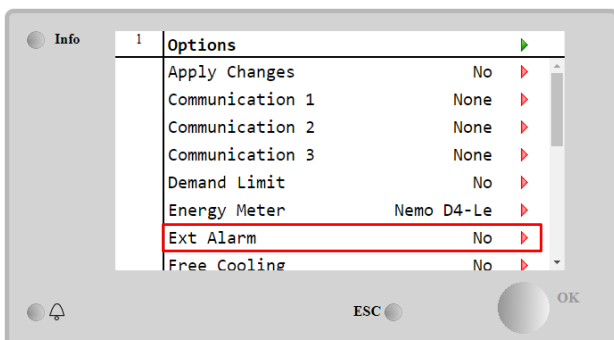 Info
1 Options
Apply Changes No
Communication 1 None
Communication 2 None
Communication 3 None
Demand Limit No
Energy Meter Nemo D4-Le
Ext Alarm No
Free Cooling No
ESC OK